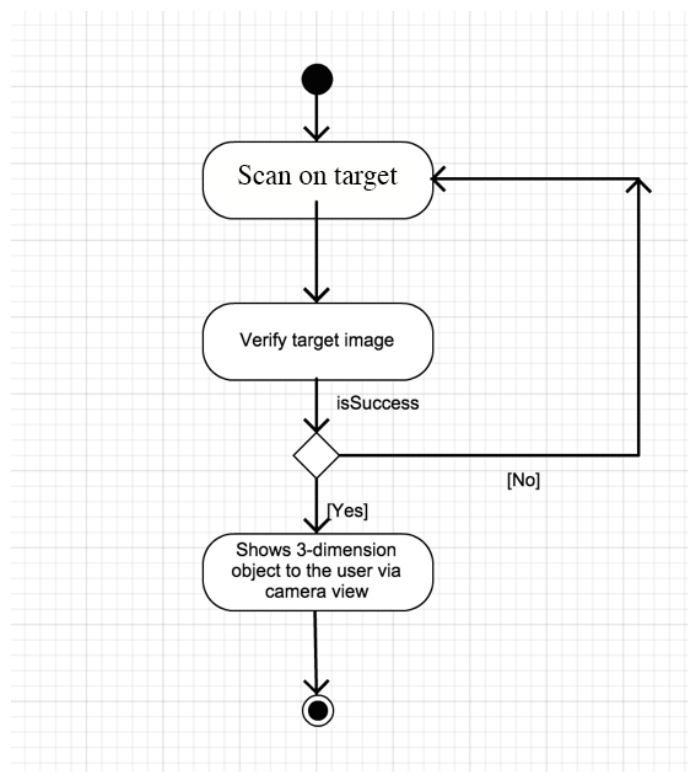 Scan on target
Verify target image
isSuccess
[No]
[Yes]
Shows 3-dimension
object to the user via
camera view